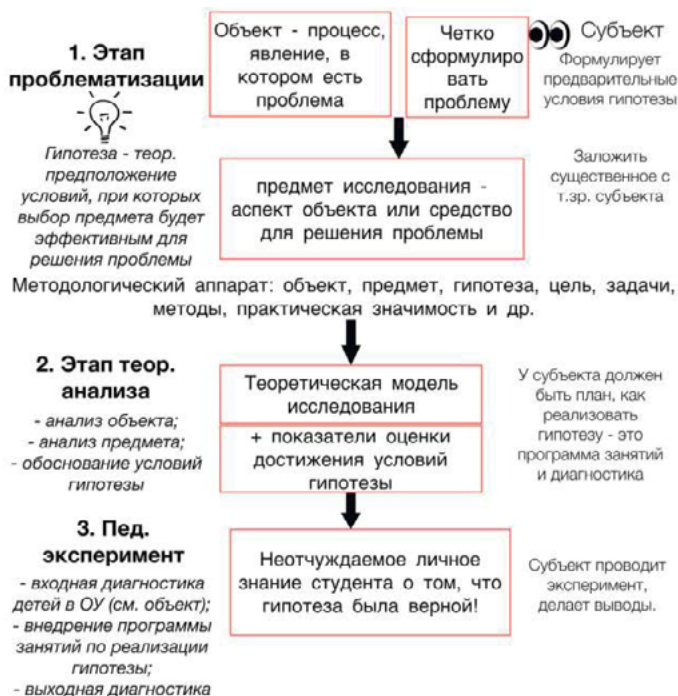 1. Этап
проблематизации
Объект - процесс,
явление, в
котором есть
проблема
Четко
сформулиро
вать
проблему
Субъект
Формулирует
предварительные
условия гипотезы
Гипотеза - теор.
предположение
условий, при которых
выбор предмета будет
эффективным для
решения проблемы
предмет исследования -
аспект объекта или средство
для решения проблемы
Заложить
существенное с
т.зр. субъекта
Методологический аппарат: объект, предмет, гипотеза, цель, задачи,
методы, практическая значимость и др.
2. Этап теор.
анализа
- анализ объекта;
- анализ предмета;
- обоснование условий
гипотезы
Теоретическая модель
исследования
+ показатели оценки
достижения условий
гипотезы
У субъекта должен
быть план, как
реализовать
гипотезу - это
программа занятий
и диагностика
3. Пед.
эксперимент
- входная диагностика
детей в ОУ (см. объект);
- внедрение программы
занятий по реализации
гипотезы;
- выходная диагностика
Неотчуждаемое личное
знание студента о том, что
гипотеза была верной!
Субъект проводит
эксперимент,
делает выводы.